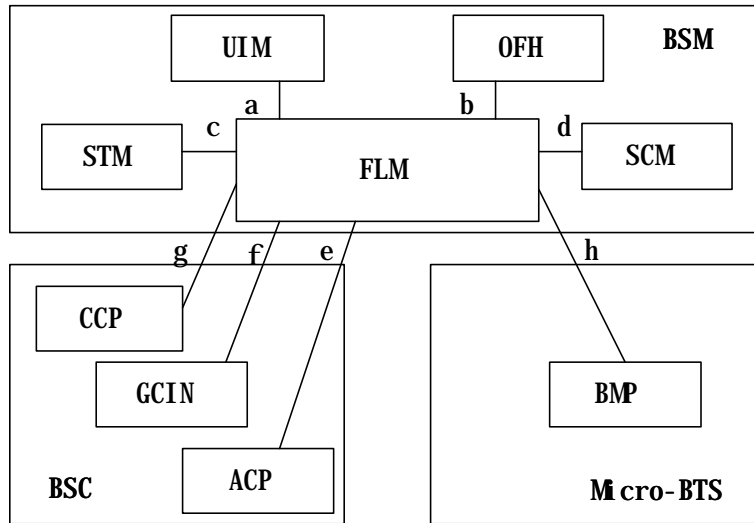 UIM
OFH
BSM
a
b
c
d
STM
FLM
SCM
g
f
e
h
CCP
GCIN
BMP
ACP
BSC
Micro-BTS